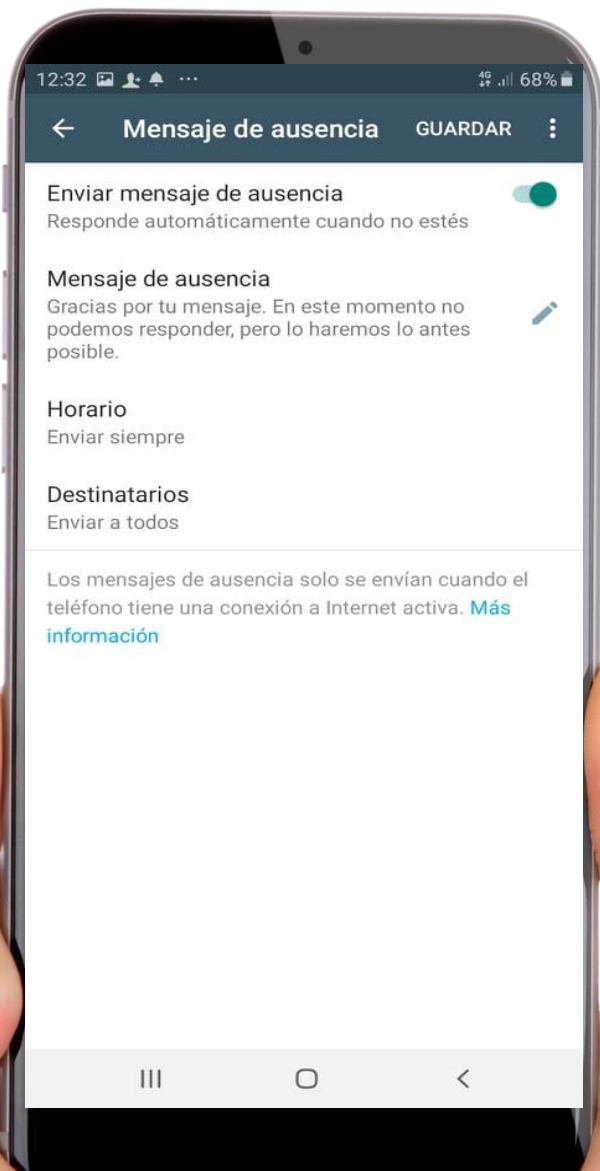 12:32 4G 68%
Mensaje de ausencia GUARDAR
Enviar mensaje de ausencia
Responde automáticamente cuando no estés
Mensaje de ausencia
Gracias por tu mensaje. En este momento no
podemos responder, pero lo haremos lo antes
posible.
Horario
Enviar siempre
Destinatarios
Enviar a todos
Los mensajes de ausencia solo se envían cuando el
teléfono tiene una conexión a Internet activa. Más
información